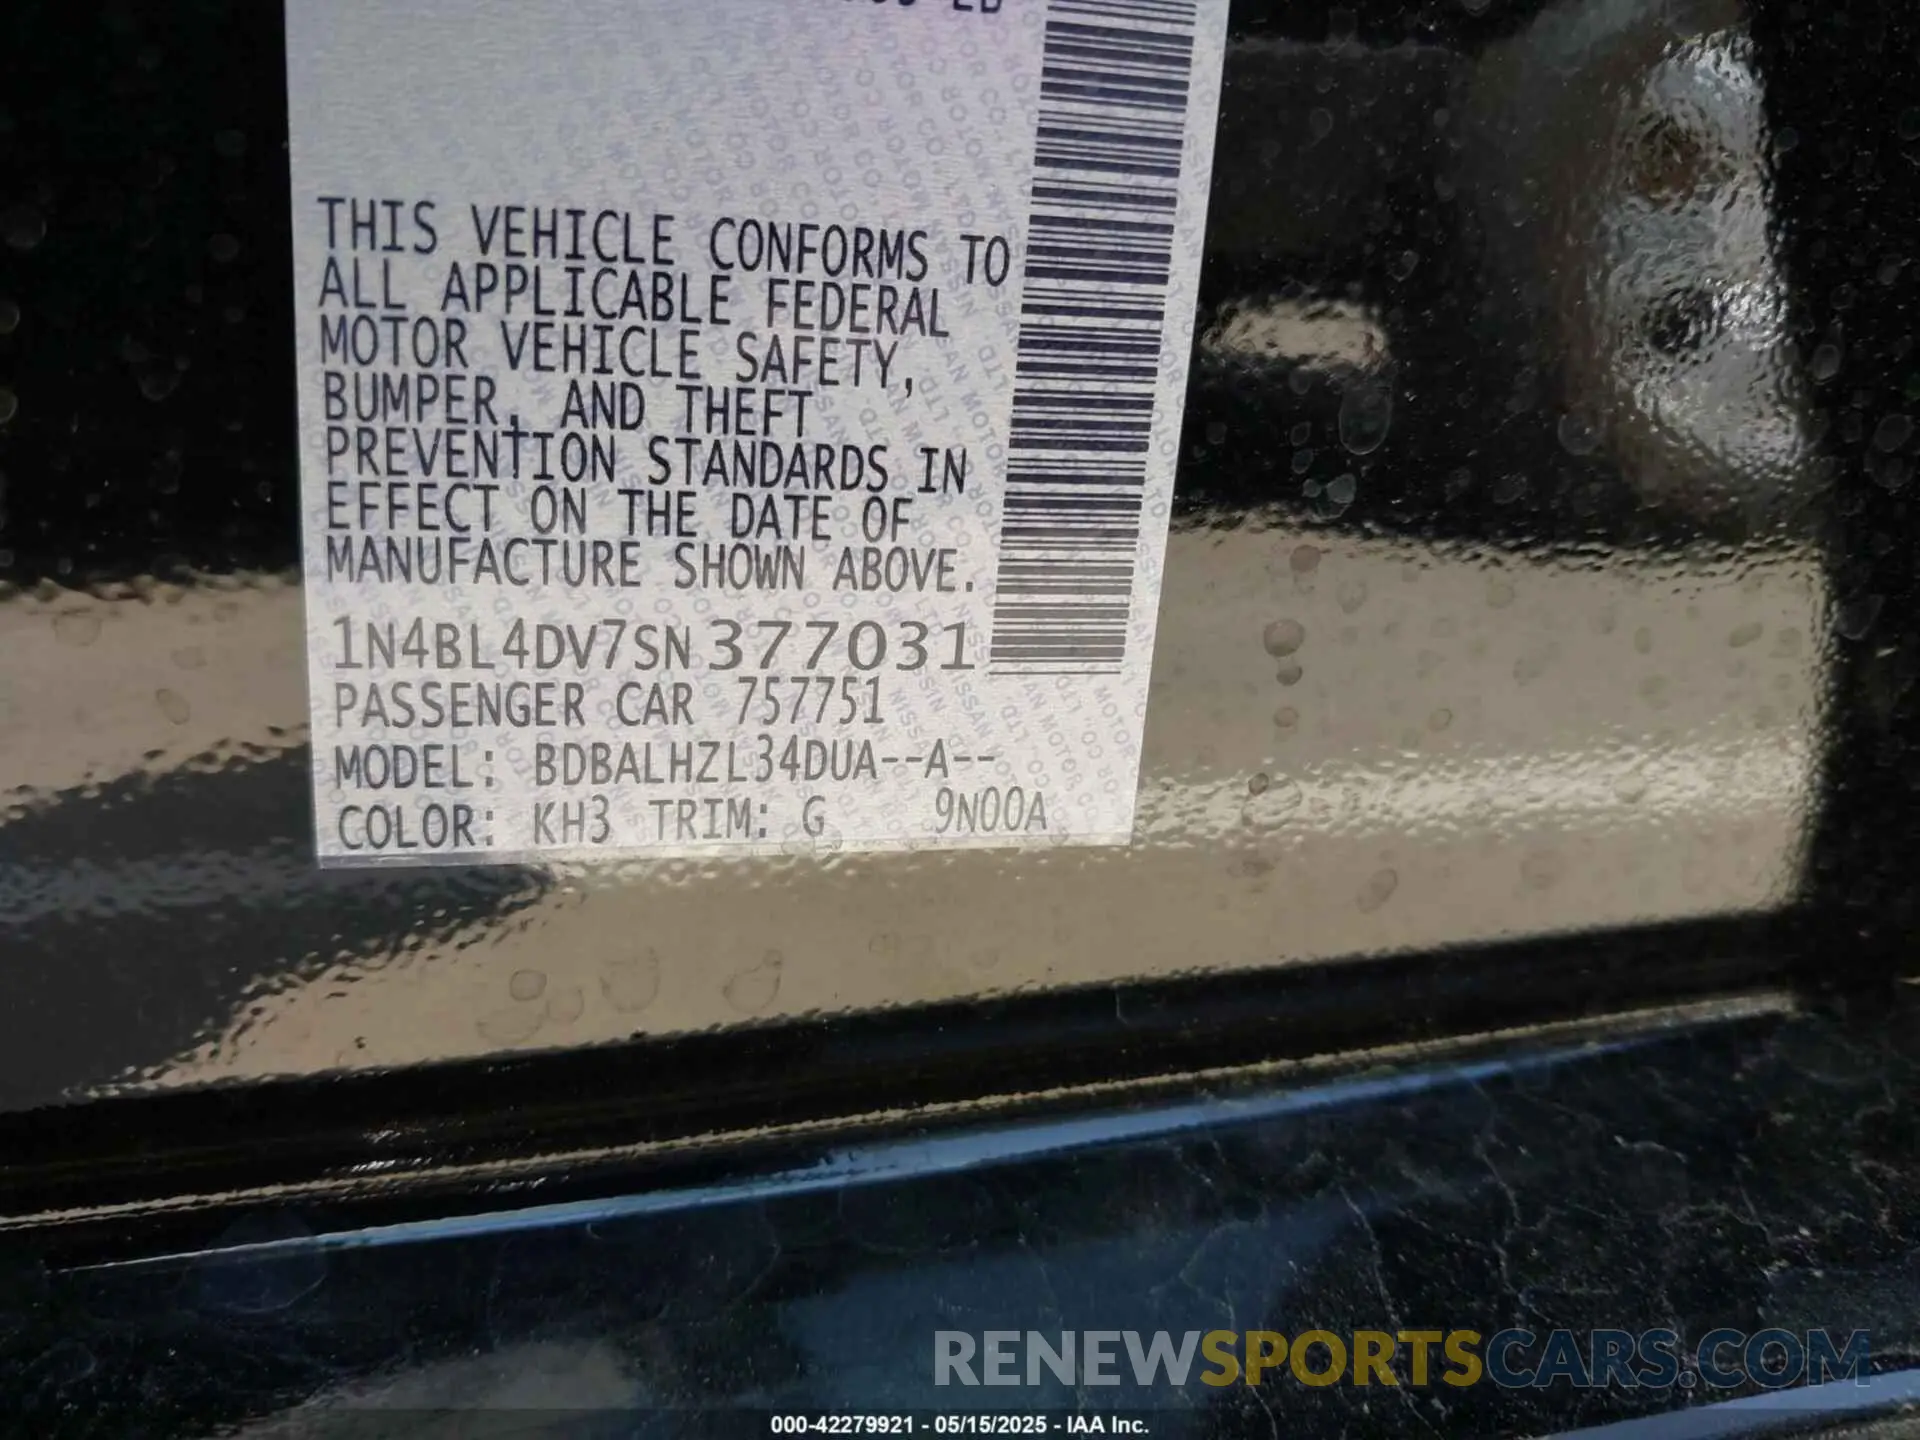 THIS VEHICLE CONFORMS TO
ALL APPLICABLE FEDERAL
MOTOR VEHICLE SAFETY,
BUMPER, AND THEFT
PREVENTION STANDARDS IN
EFFECT ON THE DATE OF
MANUFACTURE SHOWN ABOVE.
1N4BL4DV7SN377031
PASSENGER CAR 757751
MODEL: BDBALHZL34DUA--A--
COLOR: KH3 TRIM: G 9N00A
RENEWSPORTSCARS.COM
000-42279921 - 05/15/2025 - IAA Inc.